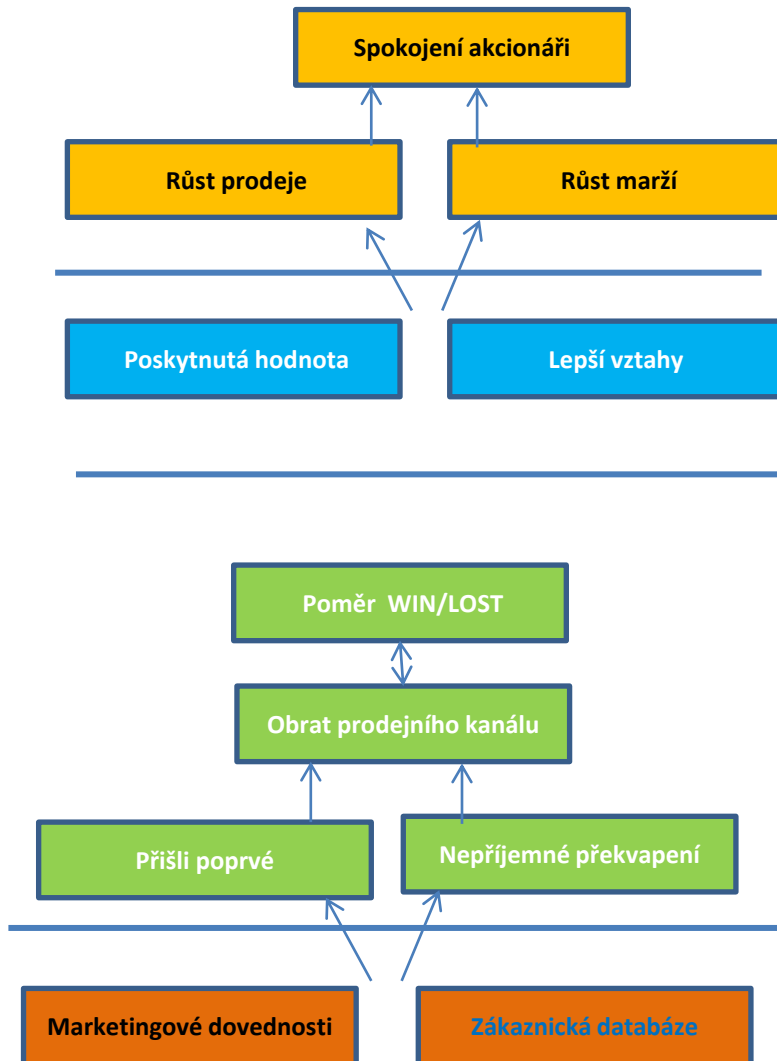 Spokojení akcionáři
Růst prodeje
Růst marží
Poskytnutá hodnota
Lepší vztahy
Poměr  WIN/LOST
Obrat prodejního kanálu
Přišli poprvé
Nepříjemné překvapení
Marketingové dovednosti
Zákaznická databáze